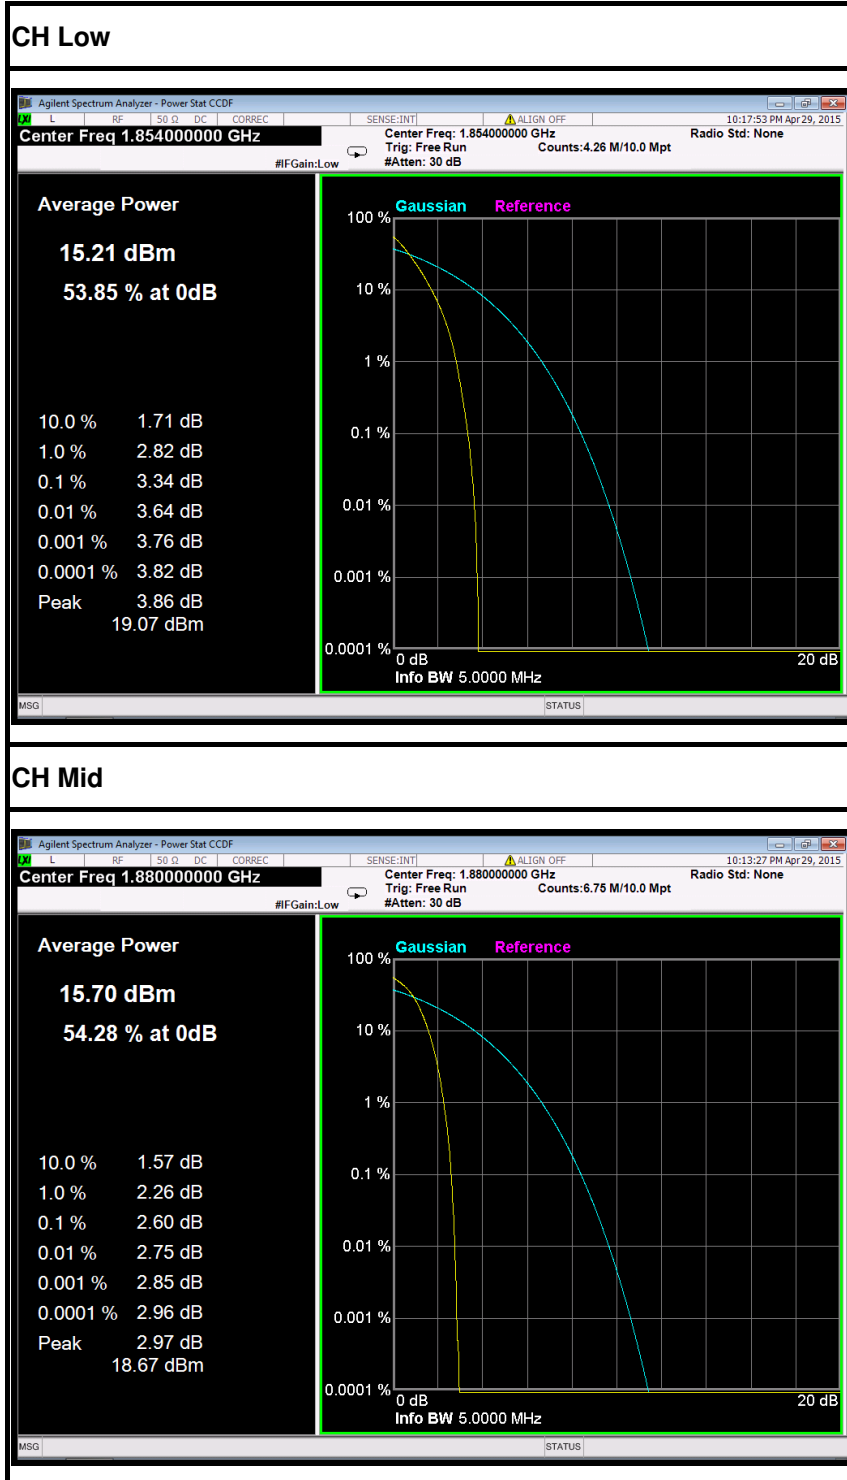 CH Low
Agilent Spectrum Analyzer - Power Stat CCDF
LXI L RF 50 Ω DC CORREC SENSE:INT ALIGN OFF 10:17:53 PM Apr 29, 2015
Center Freq 1.854000000 GHz
Center Freq: 1.854000000 GHz Radio Std: None
Trig: Free Run Counts:4.26 M/10.0 Mpt
#IFGain:Low #Atten: 30 dB
Average Power
15.21 dBm
53.85 % at 0dB
10.0 % 1.71 dB
1.0 % 2.82 dB
0.1 % 3.34 dB
0.01 % 3.64 dB
0.001 % 3.76 dB
0.0001 % 3.82 dB
Peak 3.86 dB
19.07 dBm
Gaussian Reference
100 %
10 %
1 %
0.1 %
0.01 %
0.001 %
0.0001 %
0 dB 20 dB
Info BW 5.0000 MHz
MSG STATUS
CH Mid
Agilent Spectrum Analyzer - Power Stat CCDF
LXI L RF 50 Ω DC CORREC SENSE:INT ALIGN OFF 10:13:27 PM Apr 29, 2015
Center Freq 1.880000000 GHz
Center Freq: 1.880000000 GHz Radio Std: None
Trig: Free Run Counts:6.75 M/10.0 Mpt
#IFGain:Low #Atten: 30 dB
Average Power
15.70 dBm
54.28 % at 0dB
10.0 % 1.57 dB
1.0 % 2.26 dB
0.1 % 2.60 dB
0.01 % 2.75 dB
0.001 % 2.85 dB
0.0001 % 2.96 dB
Peak 2.97 dB
18.67 dBm
Gaussian Reference
100 %
10 %
1 %
0.1 %
0.01 %
0.001 %
0.0001 %
0 dB 20 dB
Info BW 5.0000 MHz
MSG STATUS